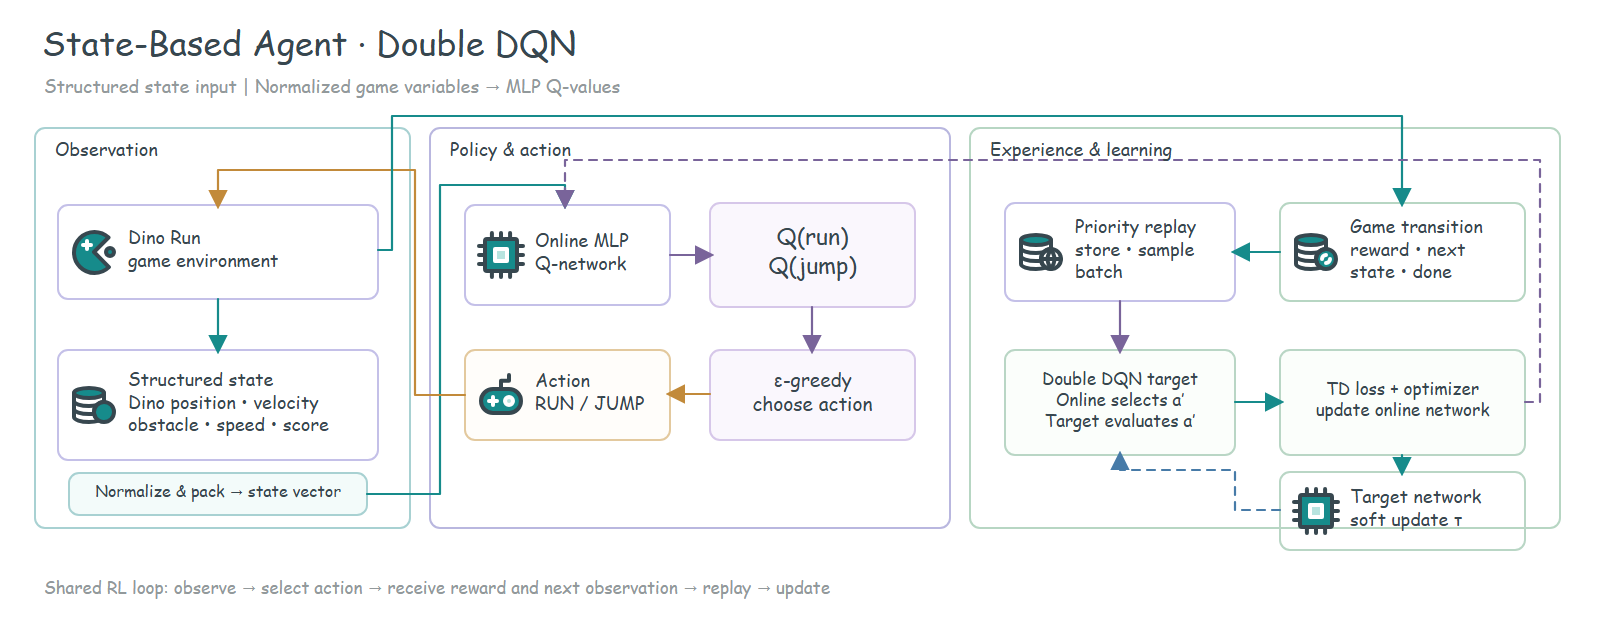 State-Based Agent · Double DQN
Structured state input | Normalized game variables → MLP Q-values
Observation
Dino Run
game environment
Structured state
Dino position • velocity
obstacle • speed • score
Normalize & pack → state vector
Policy & action
Online MLP
Q-network
Q(run)
Q(jump)
Action
RUN / JUMP
ε-greedy
choose action
Experience & learning
Priority replay
store • sample
batch
Game transition
reward • next
state • done
Double DQN target
Online selects a′
Target evaluates a′
TD loss + optimizer
update online network
Target network
soft update τ
Shared RL loop: observe → select action → receive reward and next observation → replay → update